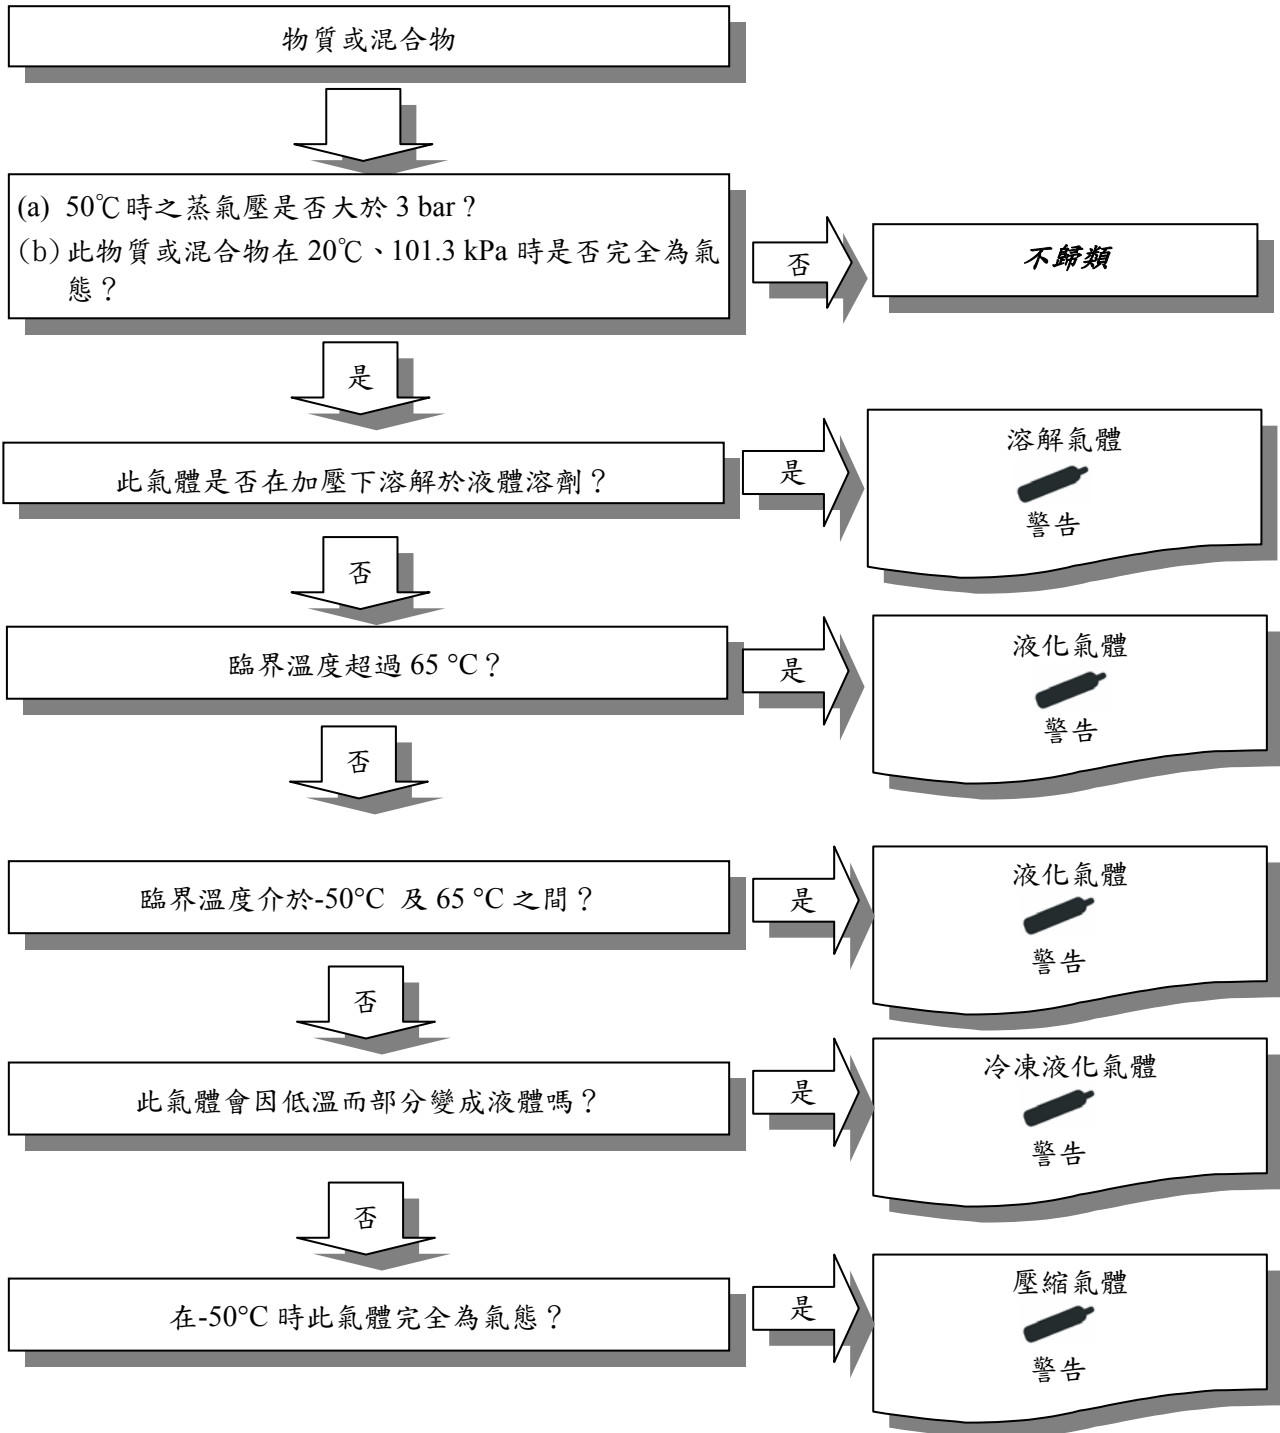 物質或混合物
(a) 50℃時之蒸氣壓是否大於 3 bar？
(b) 此物質或混合物在 20℃、101.3 kPa 時是否完全為氣
態？
否
不歸類
是
此氣體是否在加壓下溶解於液體溶劑？
是
溶解氣體
警告
否
臨界溫度超過 65 °C？
是
液化氣體
警告
否
臨界溫度介於-50°C 及 65 °C 之間？
是
液化氣體
警告
否
此氣體會因低溫而部分變成液體嗎？
是
冷凍液化氣體
警告
否
在-50°C 時此氣體完全為氣態？
是
壓縮氣體
警告